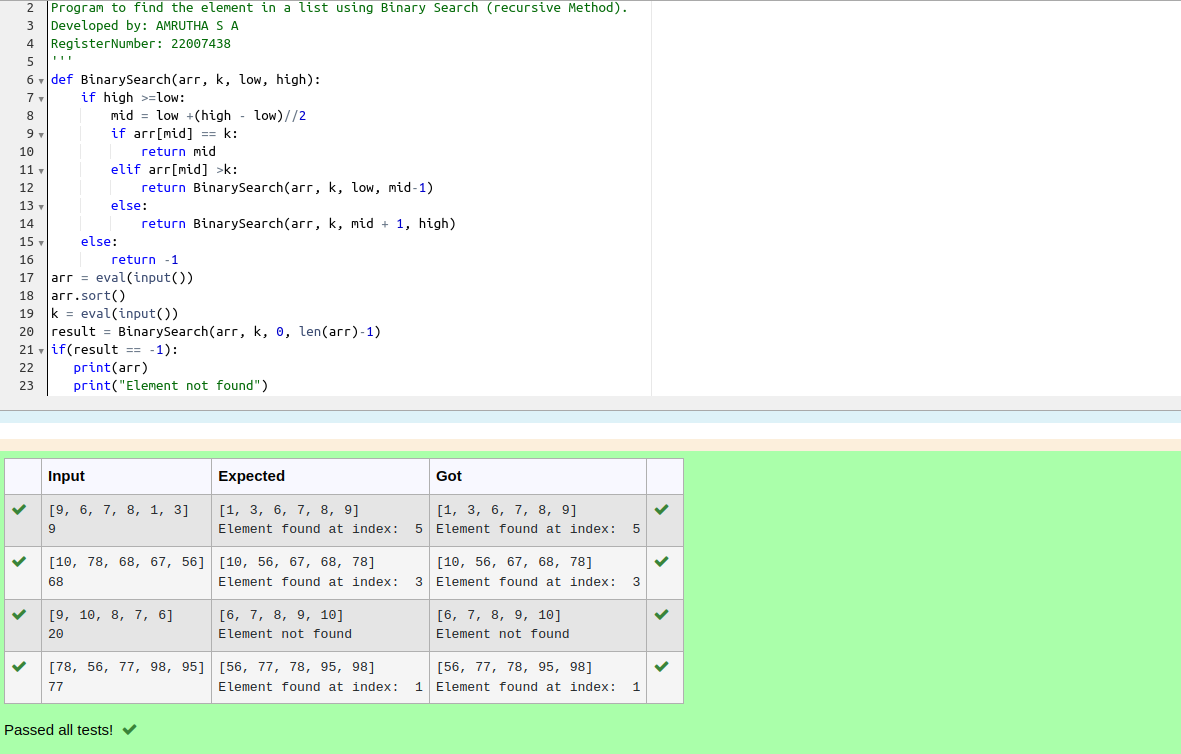 2 Program to find the element in a list using Binary Search (recursive Method).
3 Developed by: AMRUTHA S A
4 RegisterNumber: 22007438
5 '''
6 def BinarySearch(arr, k, low, high):
7     if high >=low:
8         mid = low +(high - low)//2
9         if arr[mid] == k:
10             return mid
11         elif arr[mid] >k:
12             return BinarySearch(arr, k, low, mid-1)
13         else:
14             return BinarySearch(arr, k, mid + 1, high)
15     else:
16         return -1
17 arr = eval(input())
18 arr.sort()
19 k = eval(input())
20 result = BinarySearch(arr, k, 0, len(arr)-1)
21 if(result == -1):
22    print(arr)
23    print("Element not found")
Input Expected Got
[9, 6, 7, 8, 1, 3] [1, 3, 6, 7, 8, 9] [1, 3, 6, 7, 8, 9]
9 Element found at index:  5 Element found at index:  5
[10, 78, 68, 67, 56] [10, 56, 67, 68, 78] [10, 56, 67, 68, 78]
68 Element found at index:  3 Element found at index:  3
[9, 10, 8, 7, 6] [6, 7, 8, 9, 10] [6, 7, 8, 9, 10]
20 Element not found Element not found
[78, 56, 77, 98, 95] [56, 77, 78, 95, 98] [56, 77, 78, 95, 98]
77 Element found at index:  1 Element found at index:  1
Passed all tests!